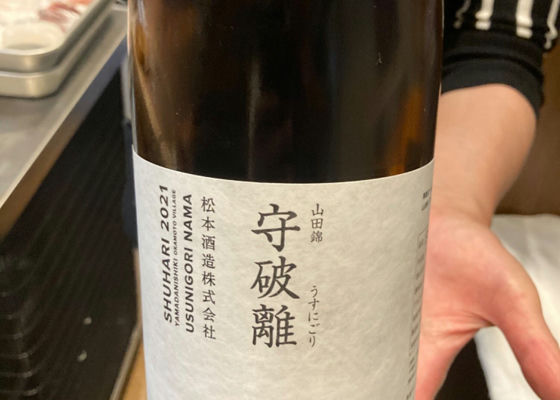 山田錦
うすにごり
守破離
松本酒造株式会社
SHUHARI 2021
YAMADANISHIKI OKAMOTO VILLAGE
USUNIGORI NAMA